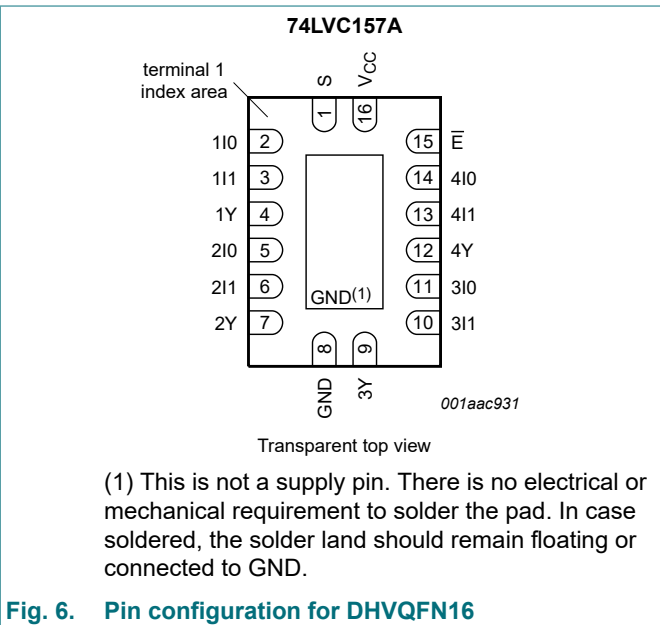 74LVC157A
terminal 1
index area
S
VCC
1
16
1I0 2
15 E̅
1I1 3
14 4I0
1Y 4
13 4I1
2I0 5
12 4Y
2I1 6
11 3I0
2Y 7
10 3I1
GND(1)
8
9
GND
3Y
001aac931
Transparent top view
(1) This is not a supply pin. There is no electrical or
mechanical requirement to solder the pad. In case
soldered, the solder land should remain floating or
connected to GND.
Fig. 6. Pin configuration for DHVQFN16